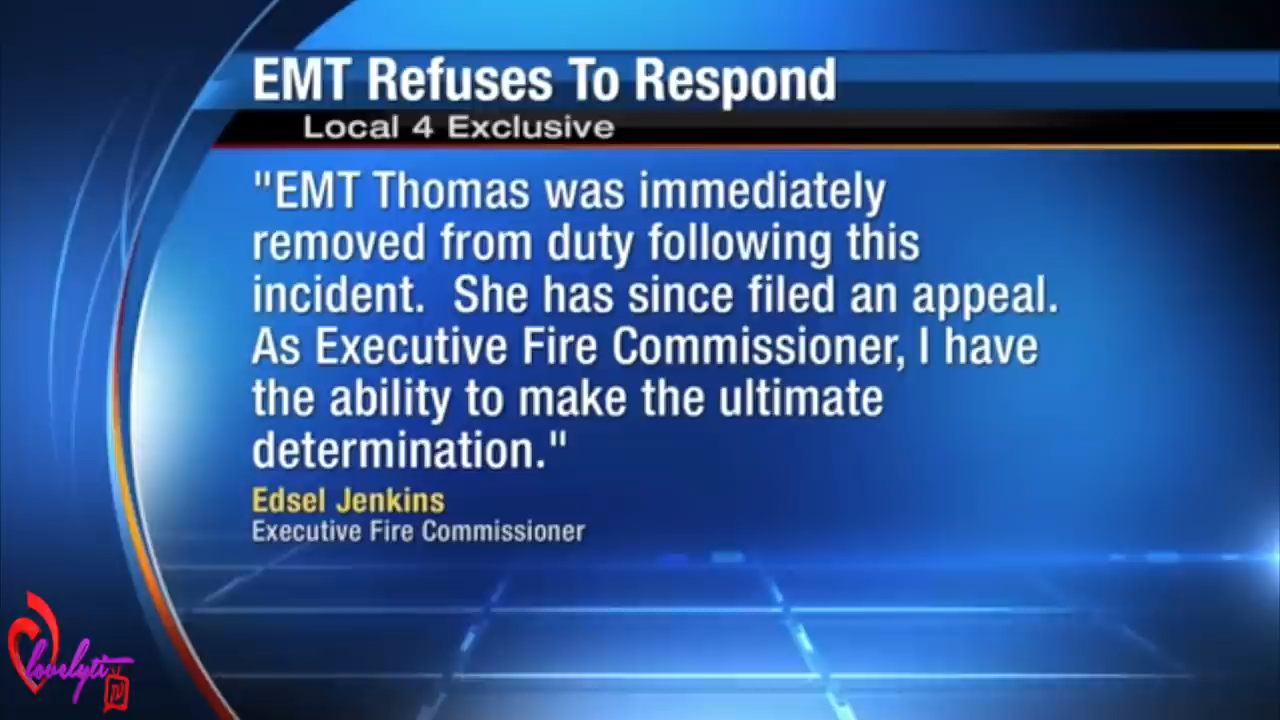 EMT Refuses To Respond
Local 4 Exclusive
"EMT Thomas was immediately
removed from duty following this
incident.  She has since filed an appeal.
As Executive Fire Commissioner, I have
the ability to make the ultimate
determination."
Edsel Jenkins
Executive Fire Commissioner
lovelyti
TV